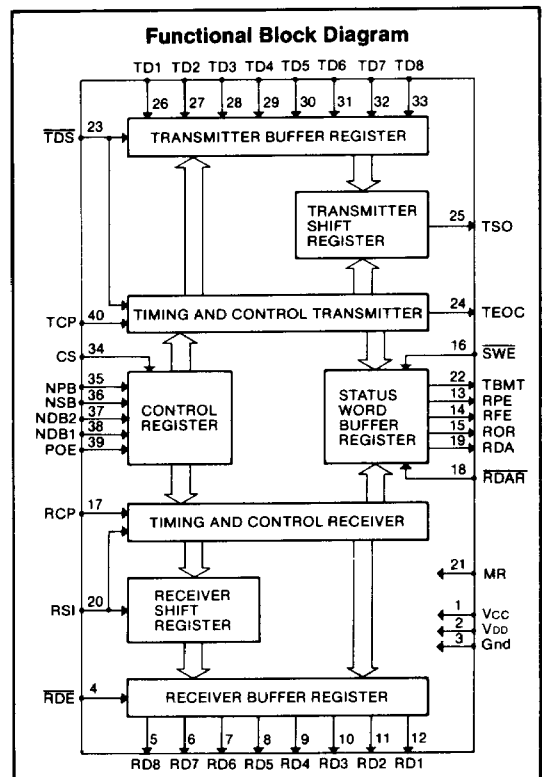 Functional Block Diagram
TD1 TD2 TD3 TD4 TD5 TD6 TD7 TD8
26 27 28 29 30 31 32 33
TDS 23
TRANSMITTER BUFFER REGISTER
TRANSMITTER
SHIFT
REGISTER
25 TSO
TIMING AND CONTROL TRANSMITTER
24 TEOC
TCP 40
CS 34
16 SWE
NPB 35
NSB 36
NDB2 37
NDB1 38
POE 39
CONTROL
REGISTER
STATUS
WORD
BUFFER
REGISTER
22 TBMT
13 RPE
14 RFE
15 ROR
19 RDA
18 RDAR
RCP 17
TIMING AND CONTROL RECEIVER
21 MR
RSI 20
RECEIVER
SHIFT
REGISTER
1 VCC
2 VDD
3 Gnd
RDE 4
RECEIVER BUFFER REGISTER
5 6 7 8 9 10 11 12
RD8 RD7 RD6 RD5 RD4 RD3 RD2 RD1